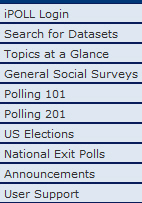 iPOLL Login
Search for Datasets
Topics at a Glance
General Social Surveys
Polling 101
Polling 201
US Elections
National Exit Polls
Announcements
User Support